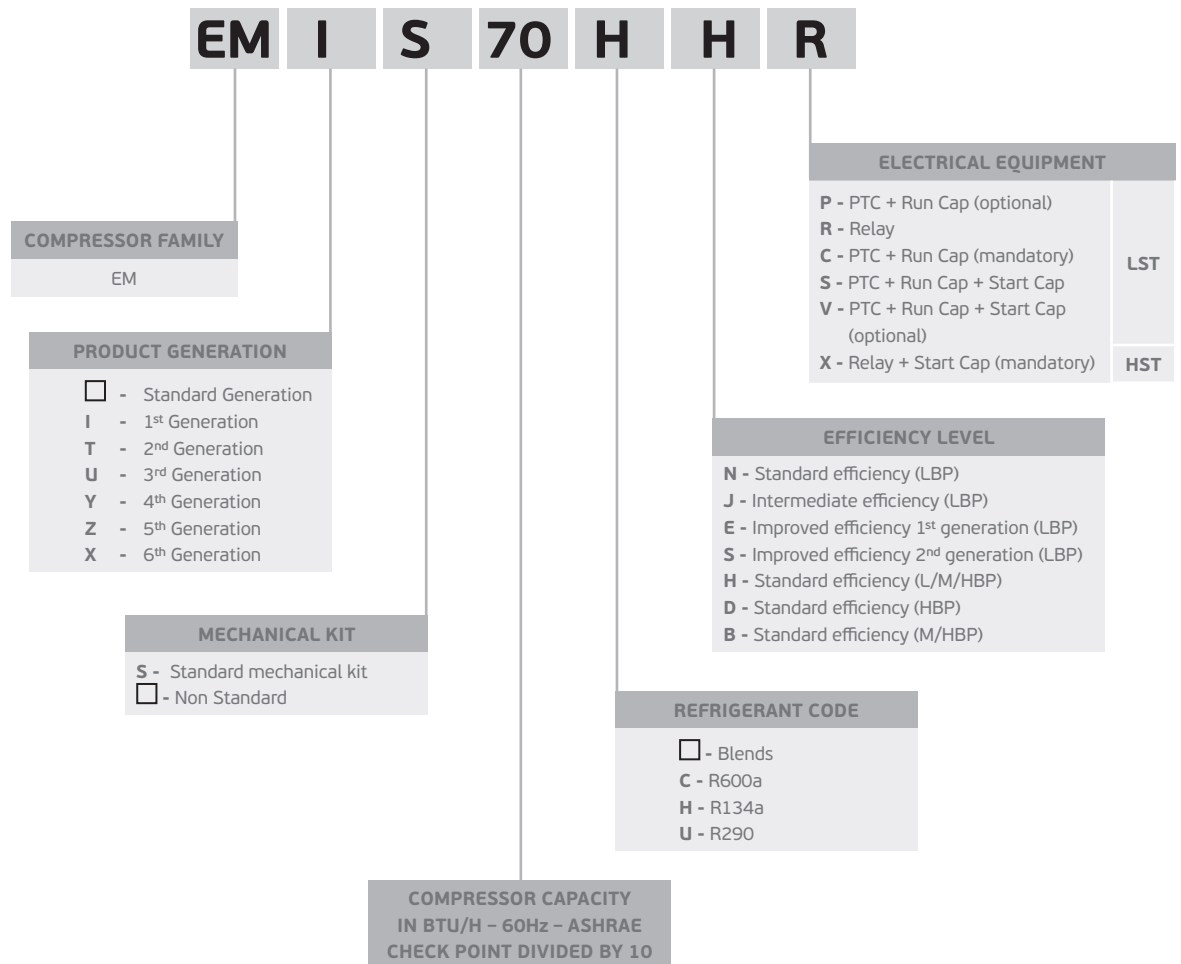 EM I S 70 H H R
ELECTRICAL EQUIPMENT
P - PTC + Run Cap (optional)
R - Relay
C - PTC + Run Cap (mandatory)
S - PTC + Run Cap + Start Cap
V - PTC + Run Cap + Start Cap
(optional)
LST
X - Relay + Start Cap (mandatory)
HST
COMPRESSOR FAMILY
EM
PRODUCT GENERATION
□ - Standard Generation
I - 1st Generation
T - 2nd Generation
U - 3rd Generation
Y - 4th Generation
Z - 5th Generation
X - 6th Generation
EFFICIENCY LEVEL
N - Standard efficiency (LBP)
J - Intermediate efficiency (LBP)
E - Improved efficiency 1st generation (LBP)
S - Improved efficiency 2nd generation (LBP)
H - Standard efficiency (L/M/HBP)
D - Standard efficiency (HBP)
B - Standard efficiency (M/HBP)
MECHANICAL KIT
S - Standard mechanical kit
□ - Non Standard
REFRIGERANT CODE
□ - Blends
C - R600a
H - R134a
U - R290
COMPRESSOR CAPACITY
IN BTU/H – 60Hz – ASHRAE
CHECK POINT DIVIDED BY 10